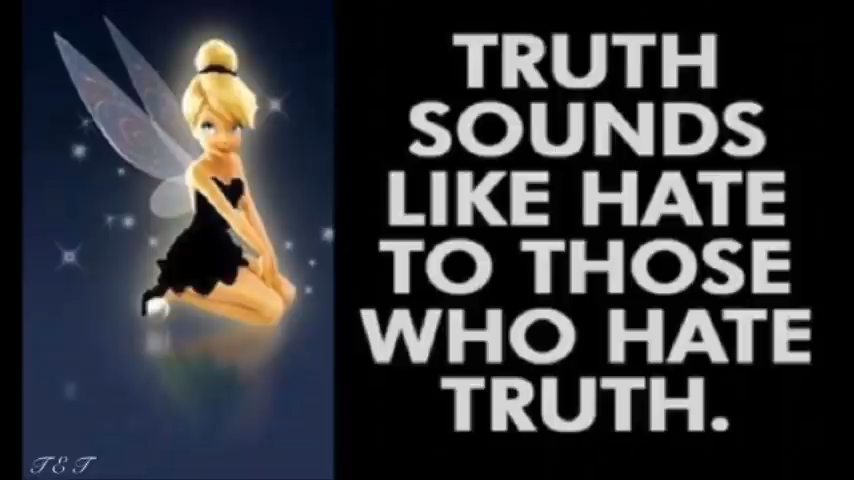 TRUTH
SOUNDS
LIKE HATE
TO THOSE
WHO HATE
TRUTH.
T&T